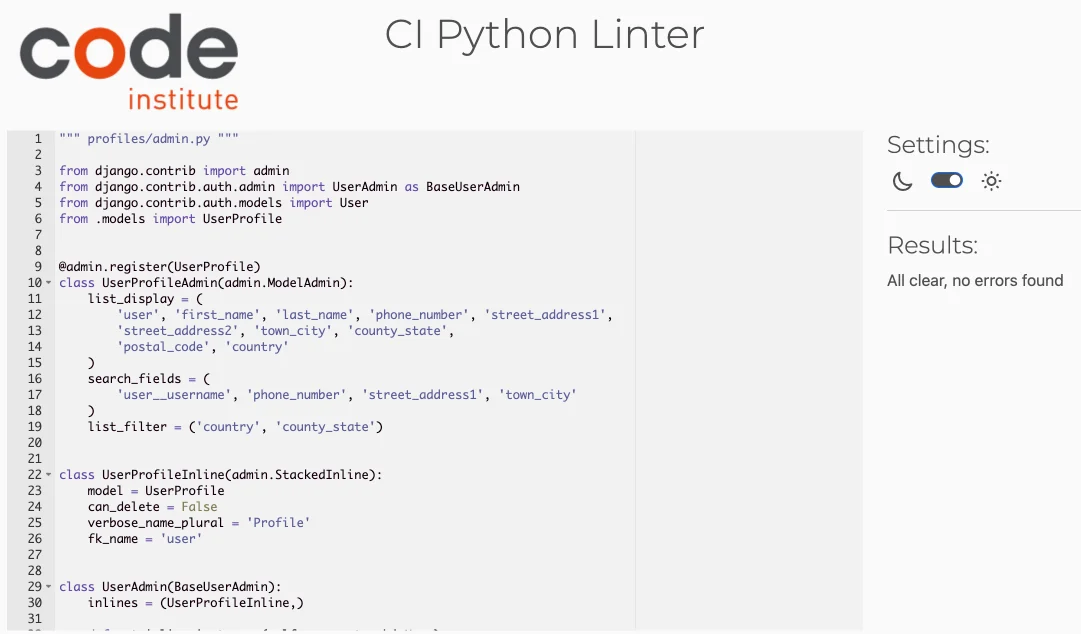 code
institute
CI Python Linter
1 """ profiles/admin.py """
2
3 from django.contrib import admin
4 from django.contrib.auth.admin import UserAdmin as BaseUserAdmin
5 from django.contrib.auth.models import User
6 from .models import UserProfile
7
8
9 @admin.register(UserProfile)
10 class UserProfileAdmin(admin.ModelAdmin):
11     list_display = (
12         'user', 'first_name', 'last_name', 'phone_number', 'street_address1',
13         'street_address2', 'town_city', 'county_state',
14         'postal_code', 'country'
15     )
16     search_fields = (
17         'user__username', 'phone_number', 'street_address1', 'town_city'
18     )
19     list_filter = ('country', 'county_state')
20
21
22 class UserProfileInline(admin.StackedInline):
23     model = UserProfile
24     can_delete = False
25     verbose_name_plural = 'Profile'
26     fk_name = 'user'
27
28
29 class UserAdmin(BaseUserAdmin):
30     inlines = (UserProfileInline,)
31
Settings:
Results:
All clear, no errors found